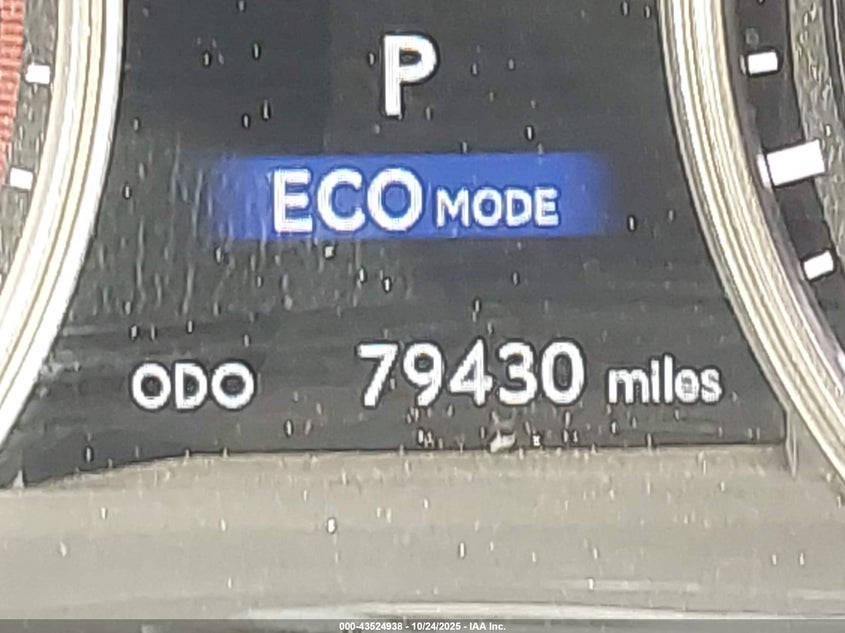 P
ECO MODE
ODO 79430 miles
000-43524938 - 10/24/2025 - IAA Inc.